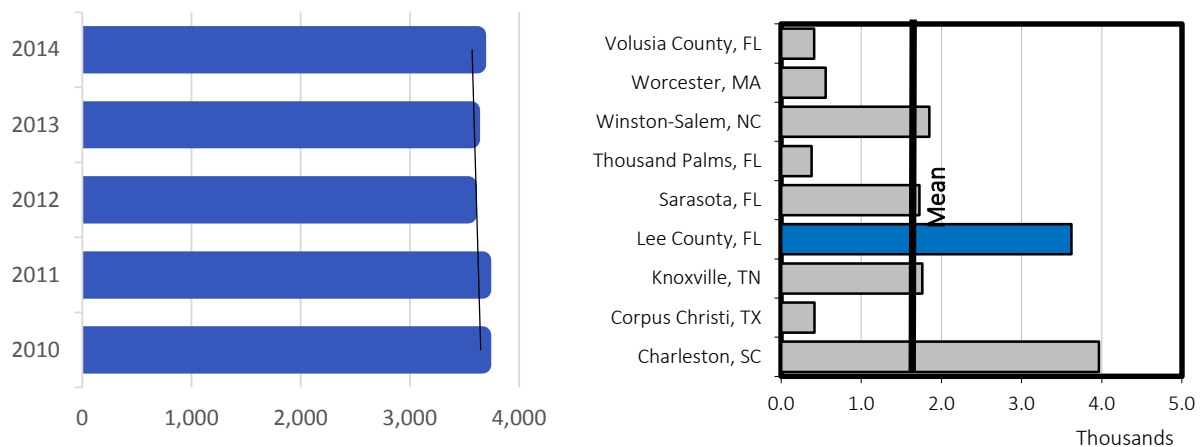 2014
2013
2012
2011
2010
0 1,000 2,000 3,000 4,000
Volusia County, FL
Worcester, MA
Winston-Salem, NC
Thousand Palms, FL
Sarasota, FL
Lee County, FL
Knoxville, TN
Corpus Christi, TX
Charleston, SC
Mean
0.0 1.0 2.0 3.0 4.0 5.0
Thousands